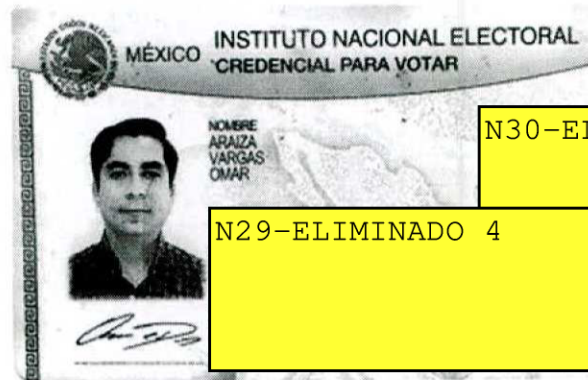 MÉXICO
INSTITUTO NACIONAL ELECTORAL
CREDENCIAL PARA VOTAR
NOMBRE
ARAIZA
VARGAS
OMAR
N30-EL
N29-ELIMINADO 4